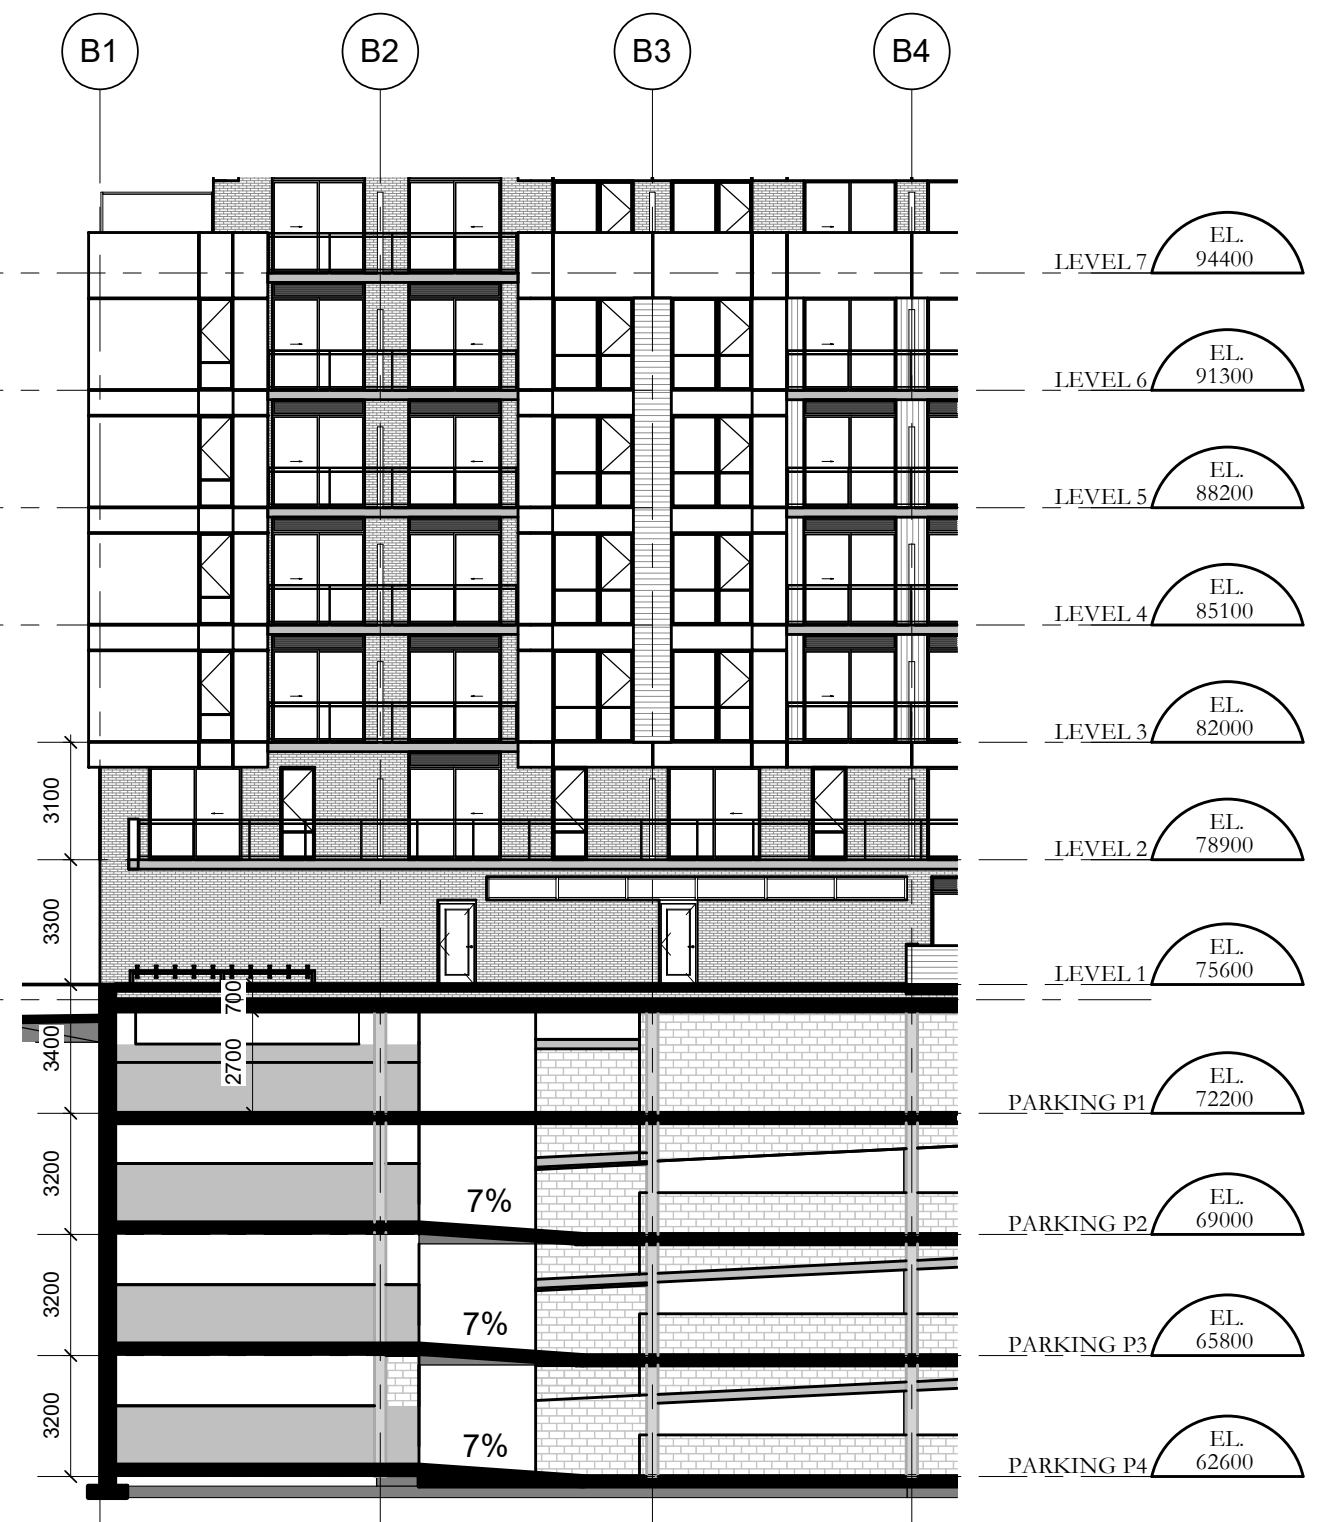 B1 B2 B3 B4
EL.
94400
LEVEL 7
EL.
91300
LEVEL 6
EL.
88200
LEVEL 5
EL.
85100
LEVEL 4
EL.
82000
LEVEL 3
3100
EL.
78900
LEVEL 2
3300
EL.
75600
LEVEL 1
700
3400
2700
EL.
72200
PARKING P1
3200
7%
EL.
69000
PARKING P2
3200
7%
EL.
65800
PARKING P3
3200
7%
EL.
62600
PARKING P4